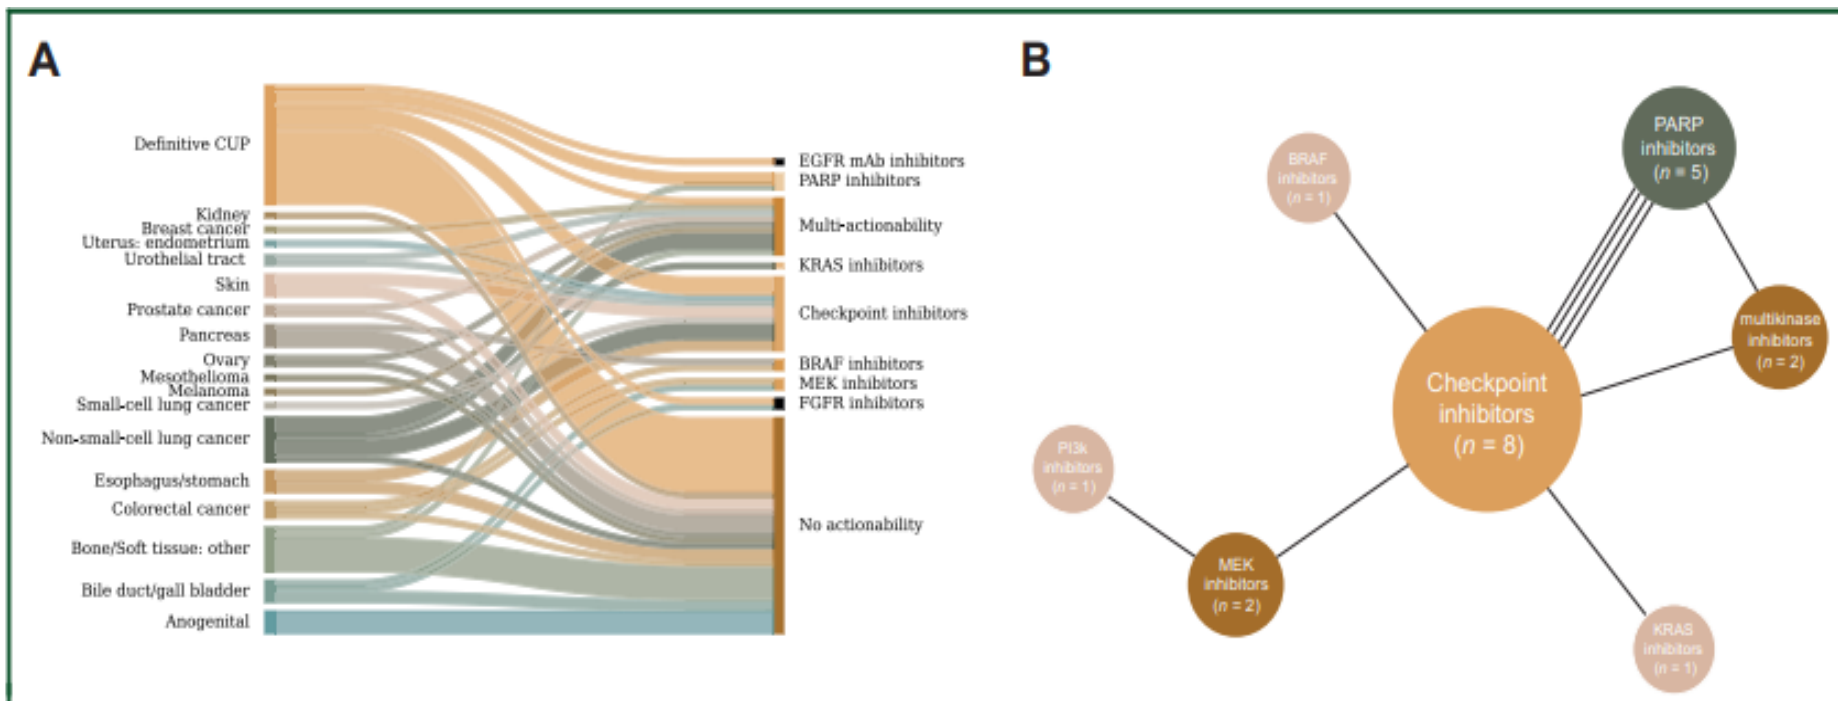 A
Definitive CUP
Kidney
Breast cancer
Uterus: endometrium
Urothelial tract
Skin
Prostate cancer
Pancreas
Ovary
Mesothelioma
Melanoma
Small-cell lung cancer
Non-small-cell lung cancer
Esophagus/stomach
Colorectal cancer
Bone/Soft tissue: other
Bile duct/gall bladder
Anogenital
EGFR mAb inhibitors
PARP inhibitors
Multi-actionability
KRAS inhibitors
Checkpoint inhibitors
BRAF inhibitors
MEK inhibitors
FGFR inhibitors
No actionability
B
PARP
inhibitors
(n = 5)
BRAF
inhibitors
(n = 1)
multikinase
inhibitors
(n = 2)
Checkpoint
inhibitors
(n = 8)
PI3k
inhibitors
(n = 1)
MEK
inhibitors
(n = 2)
KRAS
inhibitors
(n = 1)